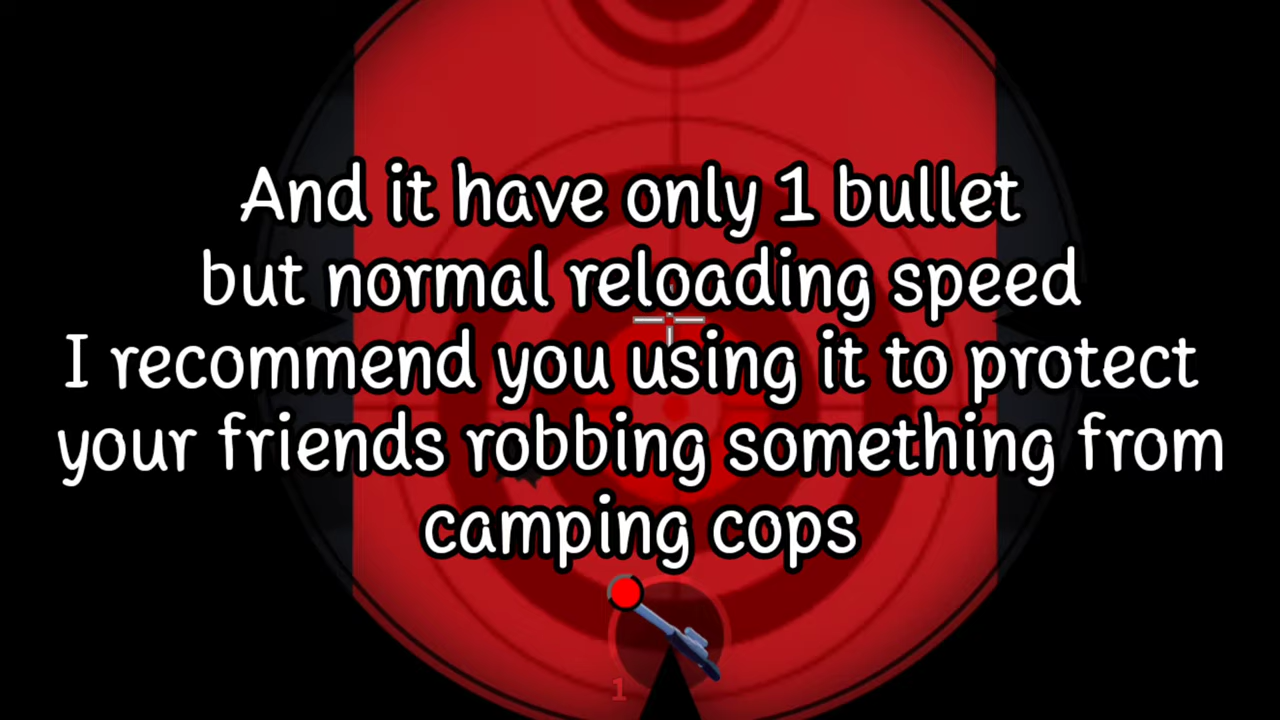 And it have only 1 bullet
but normal reloading speed
I recommend you using it to protect
your friends robbing something from
camping cops
1